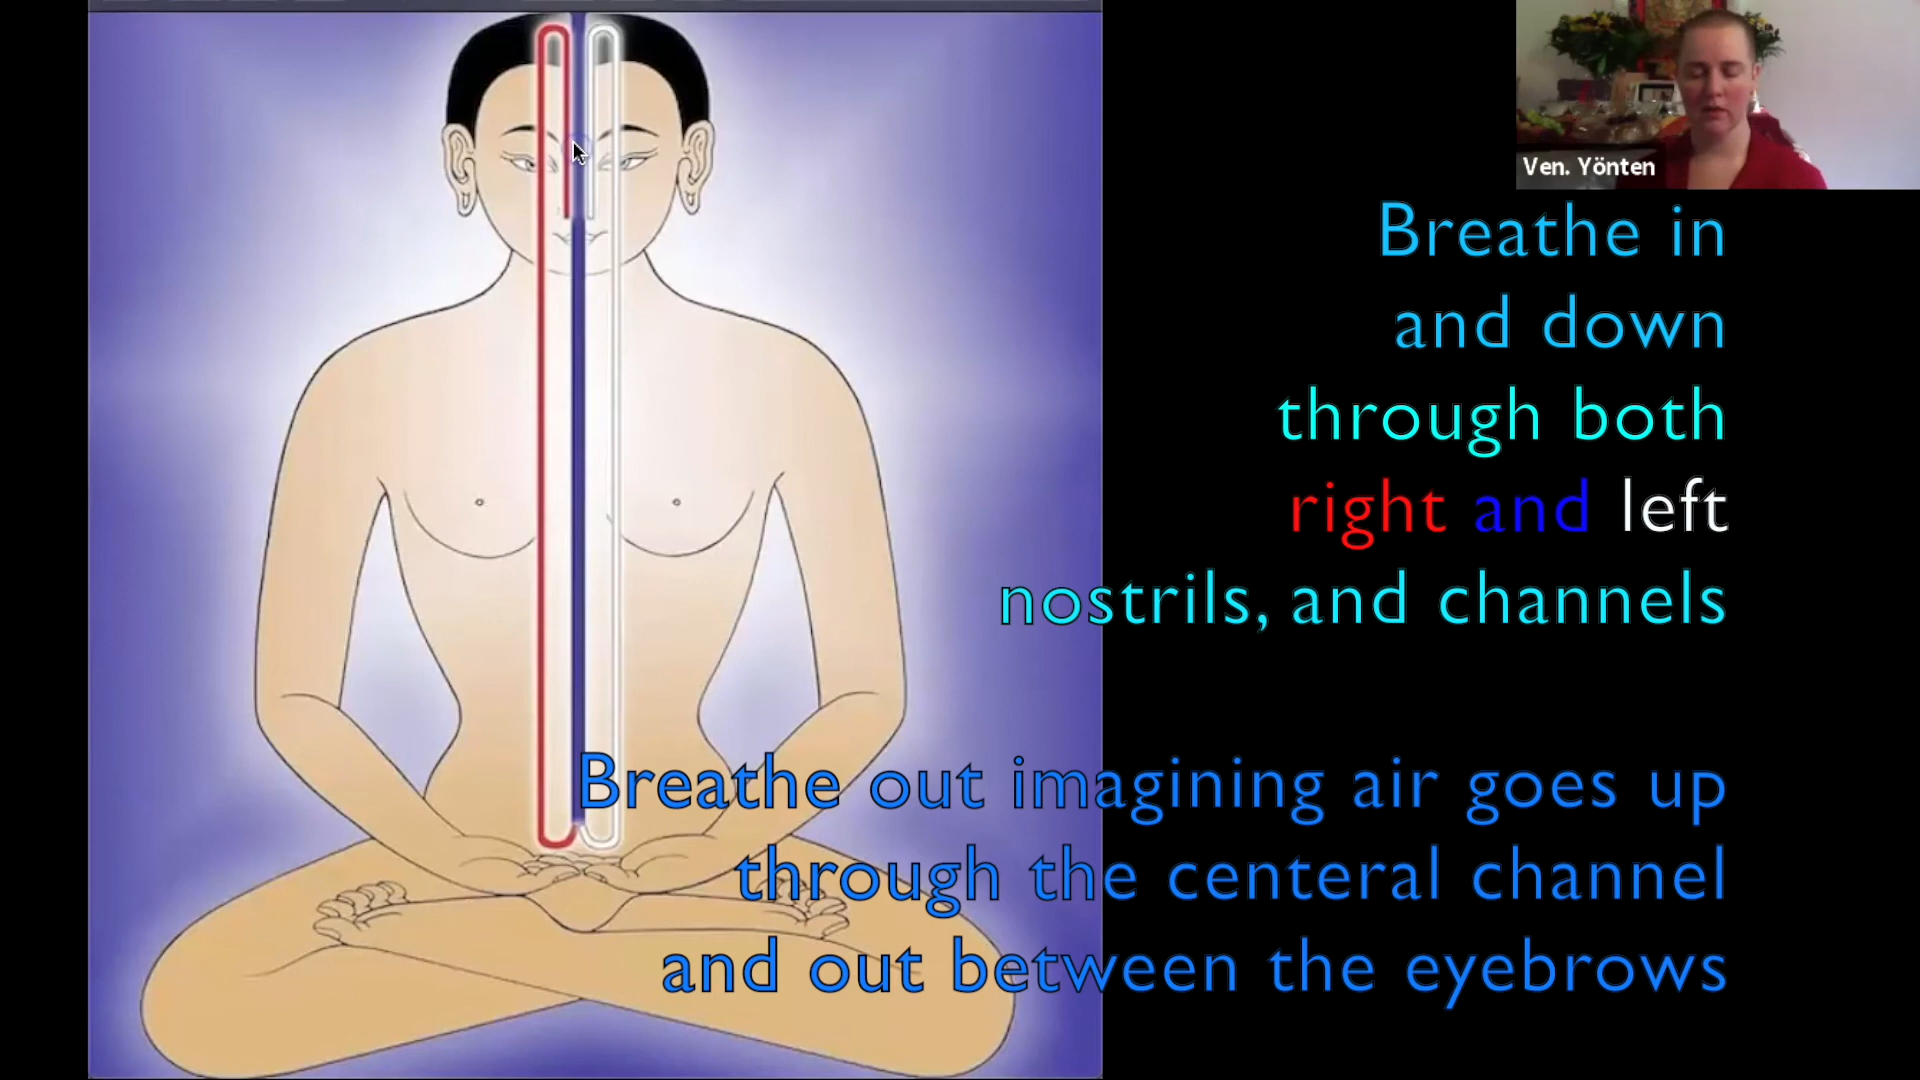 Ven. Yönten
Breathe in
and down
through both
right and left
nostrils, and channels
Breathe out imagining air goes up
through the centeral channel
and out between the eyebrows